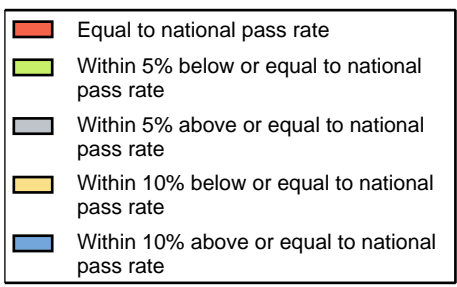 Equal to national pass rate
Within 5% below or equal to national
pass rate
Within 5% above or equal to national
pass rate
Within 10% below or equal to national
pass rate
Within 10% above or equal to national
pass rate